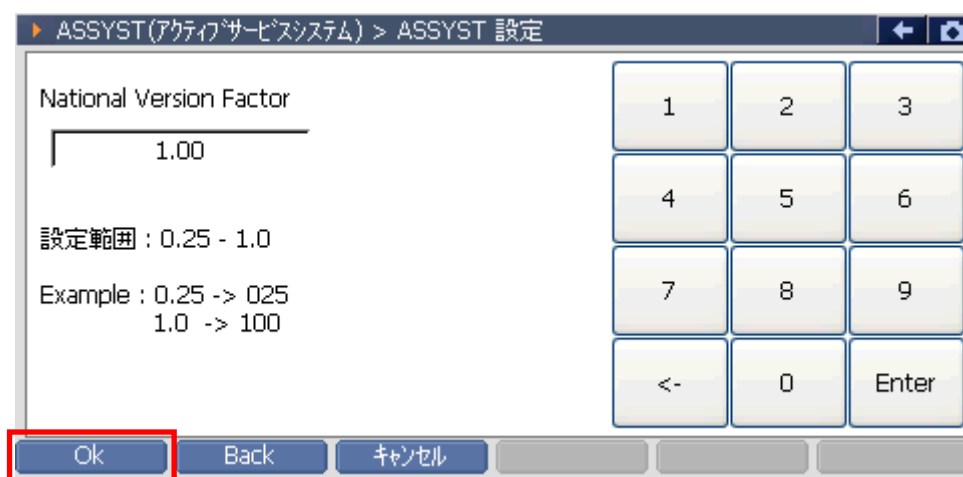 ASSYST(ｱｸﾃｨﾌﾞｻｰﾋﾞｽｼｽﾃﾑ) > ASSYST 設定
National Version Factor
1.00
設定範囲 : 0.25 - 1.0
Example : 0.25 -> 025
1.0 -> 100
1 2 3
4 5 6
7 8 9
<- 0 Enter
Ok Back ｷｬﾝｾﾙ